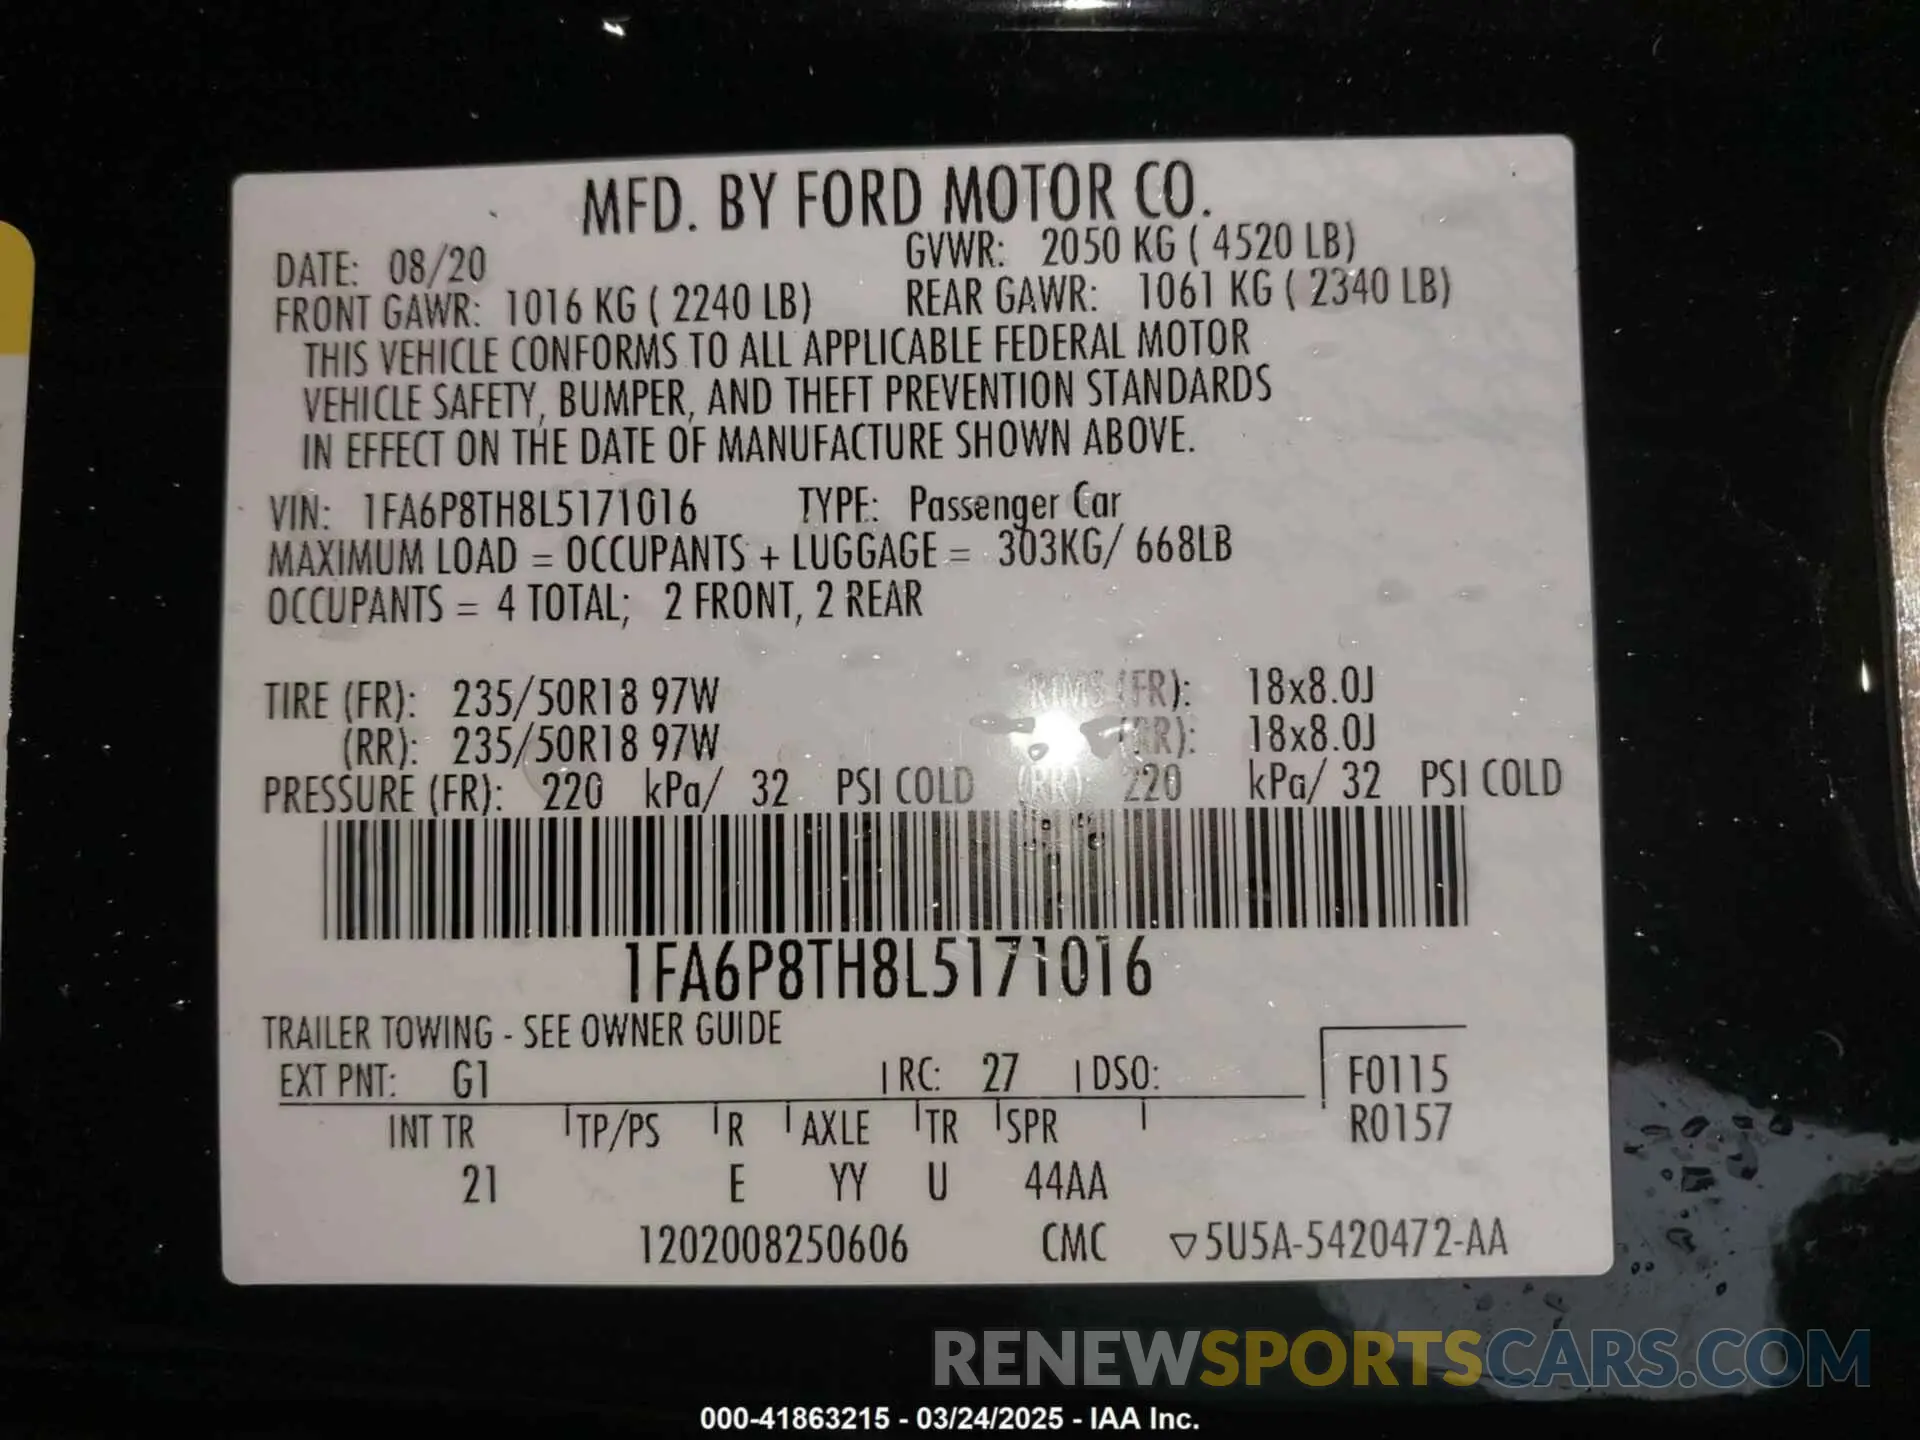 MFD. BY FORD MOTOR CO.
DATE: 08/20 GVWR: 2050 KG ( 4520 LB)
FRONT GAWR: 1016 KG ( 2240 LB) REAR GAWR: 1061 KG ( 2340 LB)
THIS VEHICLE CONFORMS TO ALL APPLICABLE FEDERAL MOTOR
VEHICLE SAFETY, BUMPER, AND THEFT PREVENTION STANDARDS
IN EFFECT ON THE DATE OF MANUFACTURE SHOWN ABOVE.
VIN: 1FA6P8TH8L5171016 TYPE: Passenger Car
MAXIMUM LOAD = OCCUPANTS + LUGGAGE = 303KG/ 668LB
OCCUPANTS = 4 TOTAL; 2 FRONT, 2 REAR
TIRE (FR): 235/50R18 97W RIMS (FR): 18x8.0J
(RR): 235/50R18 97W (RR): 18x8.0J
PRESSURE (FR): 220 kPa/ 32 PSI COLD (RR) 220 kPa/ 32 PSI COLD
1FA6P8TH8L5171016
TRAILER TOWING - SEE OWNER GUIDE
EXT PNT: G1 RC: 27 DSO: F0115
INT TR TP/PS R AXLE TR SPR R0157
21 E YY U 44AA
1202008250606 CMC ▽5U5A-5420472-AA
RENEWSPORTSCARS.COM
000-41863215 - 03/24/2025 - IAA Inc.